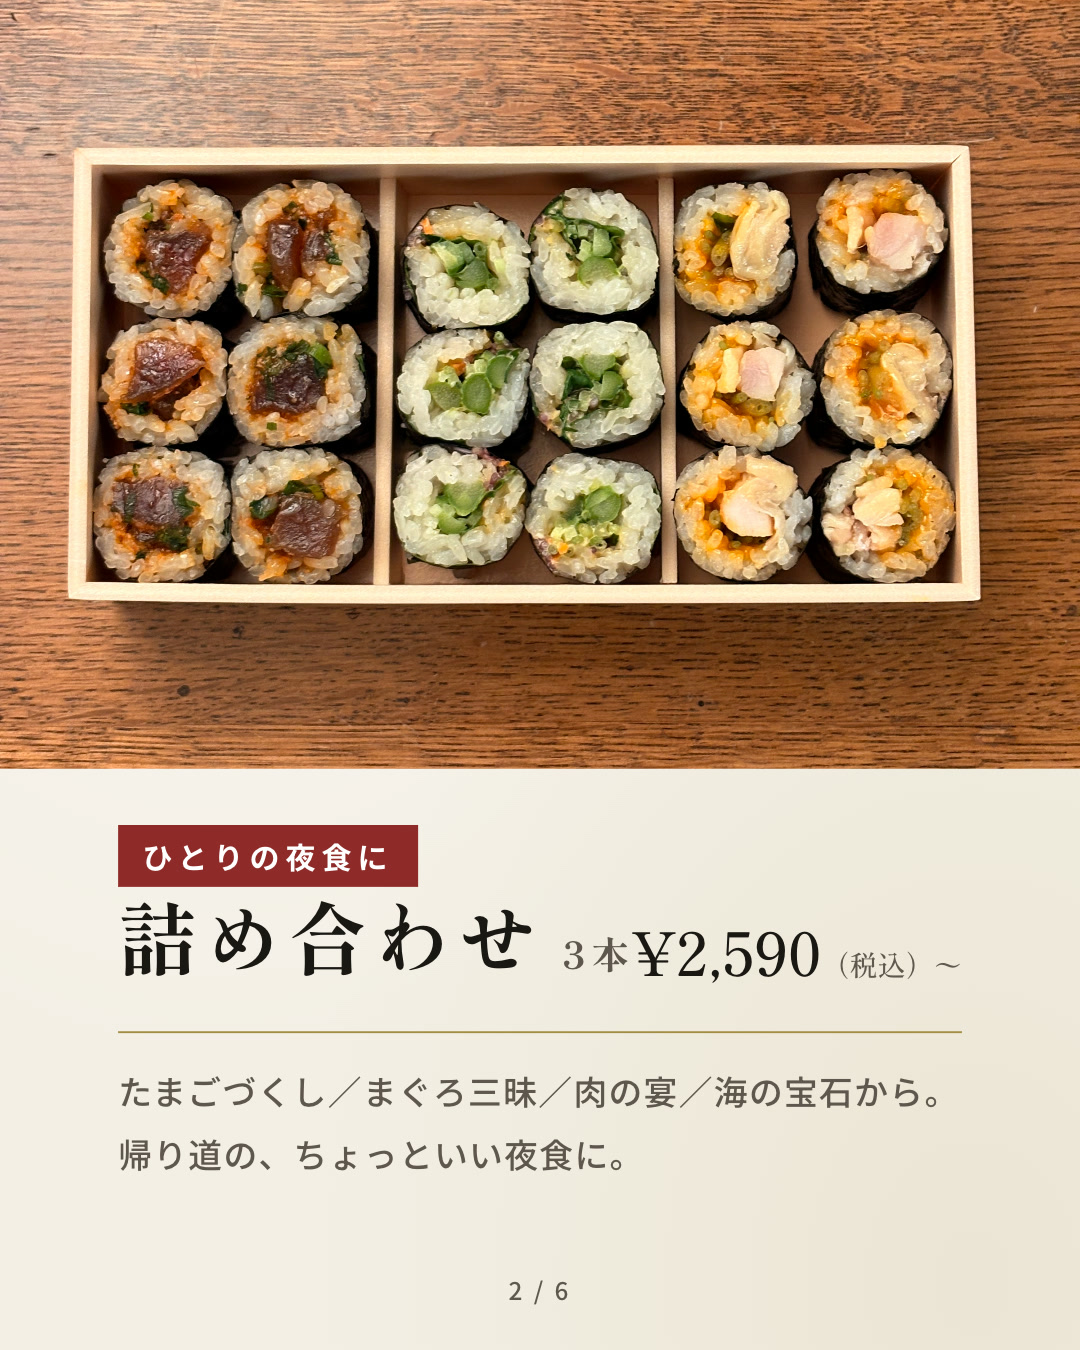 ひとりの夜食に
詰め合わせ 3本¥2,590(税込)〜
たまごづくし／まぐろ三昧／肉の宴／海の宝石から。
帰り道の、ちょっといい夜食に。
2 / 6